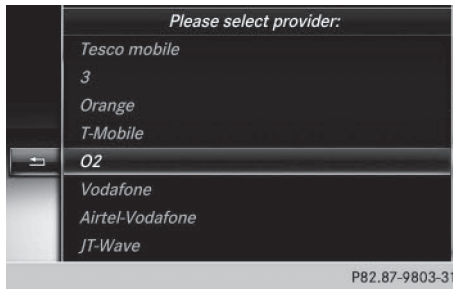 Please select provider:
Tesco mobile
3
Orange
T-Mobile
O2
Vodafone
Airtel-Vodafone
JT-Wave
P82.87-9803-31